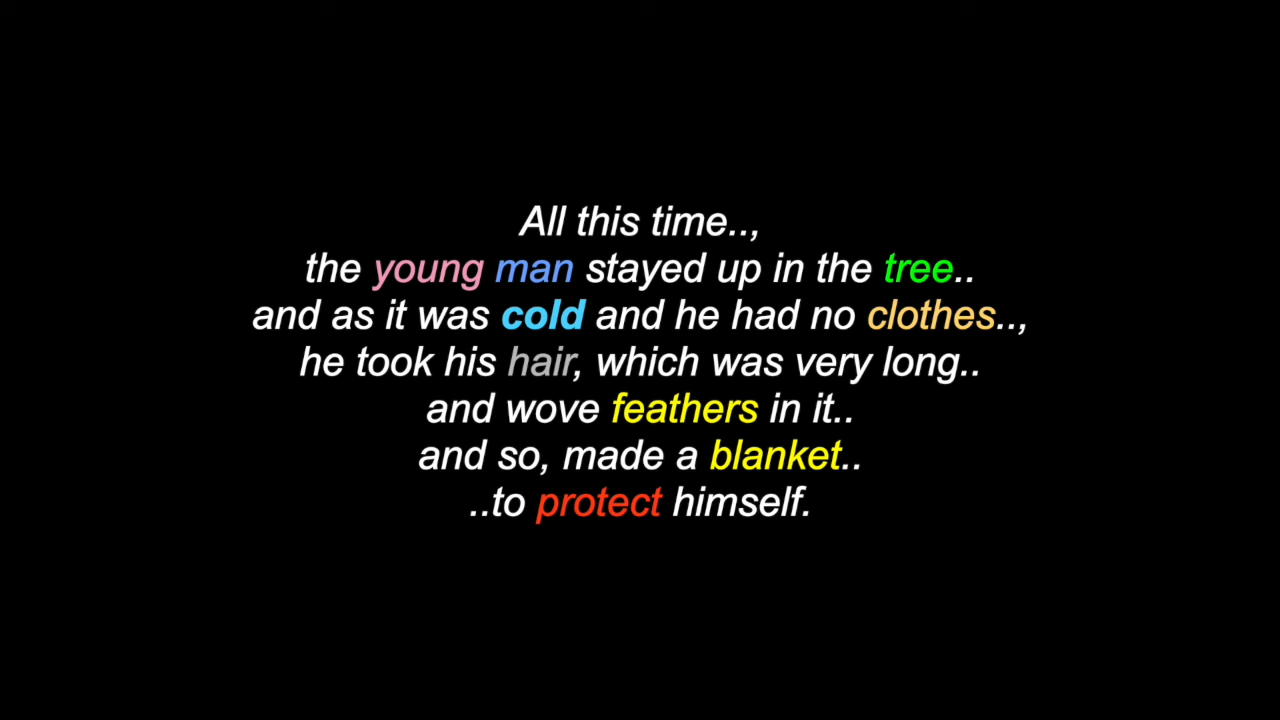 All this time..,
the young man stayed up in the tree..
and as it was cold and he had no clothes..,
he took his hair, which was very long..
and wove feathers in it..
and so, made a blanket..
..to protect himself.